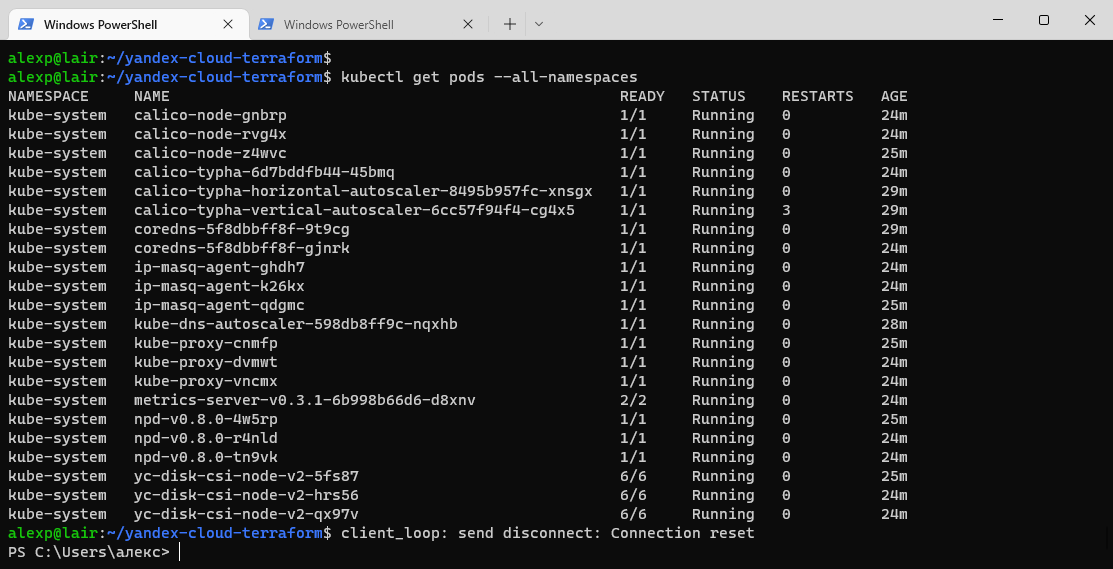 Windows PowerShell
Windows PowerShell
alexp@lair:~/yandex-cloud-terraform$
alexp@lair:~/yandex-cloud-terraform$ kubectl get pods --all-namespaces
NAMESPACE NAME READY STATUS RESTARTS AGE
kube-system calico-node-gnbrp 1/1 Running 0 24m
kube-system calico-node-rvg4x 1/1 Running 0 24m
kube-system calico-node-z4wvc 1/1 Running 0 25m
kube-system calico-typha-6d7bddfb44-45bmq 1/1 Running 0 24m
kube-system calico-typha-horizontal-autoscaler-8495b957fc-xnsgx 1/1 Running 0 29m
kube-system calico-typha-vertical-autoscaler-6cc57f94f4-cg4x5 1/1 Running 3 29m
kube-system coredns-5f8dbbff8f-9t9cg 1/1 Running 0 29m
kube-system coredns-5f8dbbff8f-gjnrk 1/1 Running 0 24m
kube-system ip-masq-agent-ghdh7 1/1 Running 0 24m
kube-system ip-masq-agent-k26kx 1/1 Running 0 24m
kube-system ip-masq-agent-qdgmc 1/1 Running 0 25m
kube-system kube-dns-autoscaler-598db8ff9c-nqxhb 1/1 Running 0 28m
kube-system kube-proxy-cnmfp 1/1 Running 0 25m
kube-system kube-proxy-dvmwt 1/1 Running 0 24m
kube-system kube-proxy-vncmx 1/1 Running 0 24m
kube-system metrics-server-v0.3.1-6b998b66d6-d8xnv 2/2 Running 0 24m
kube-system npd-v0.8.0-4w5rp 1/1 Running 0 25m
kube-system npd-v0.8.0-r4nld 1/1 Running 0 24m
kube-system npd-v0.8.0-tn9vk 1/1 Running 0 24m
kube-system yc-disk-csi-node-v2-5fs87 6/6 Running 0 25m
kube-system yc-disk-csi-node-v2-hrs56 6/6 Running 0 24m
kube-system yc-disk-csi-node-v2-qx97v 6/6 Running 0 24m
alexp@lair:~/yandex-cloud-terraform$ client_loop: send disconnect: Connection reset
PS C:\Users\алекс>